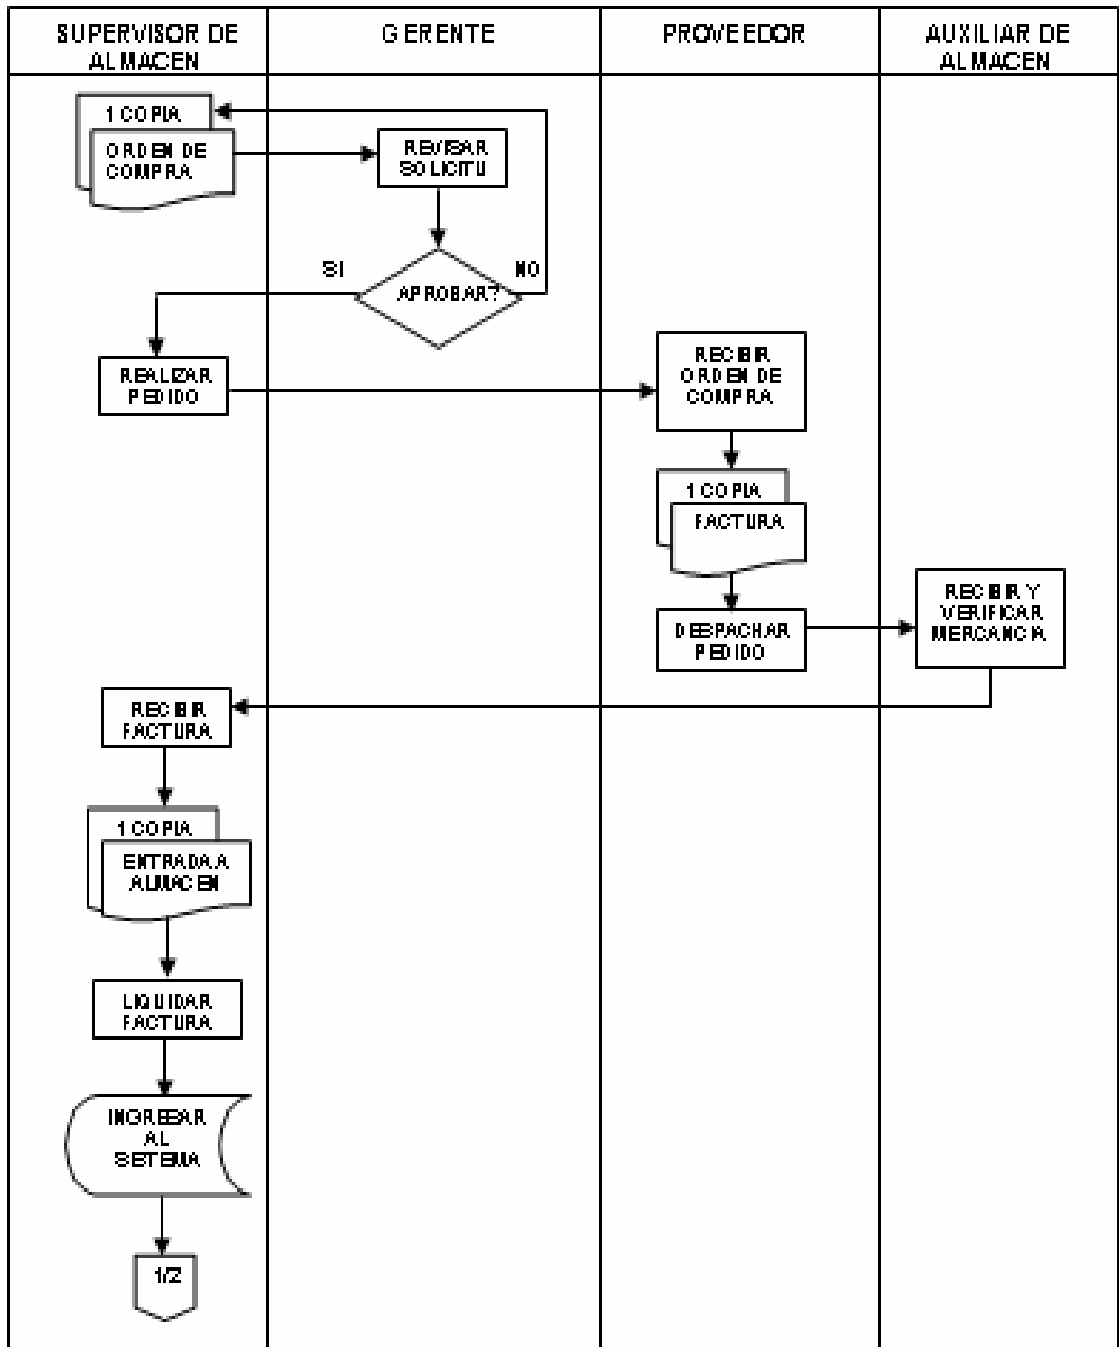 SUPERVISOR DE
ALMACEN
GERENTE
PROVEEDOR
AUXILIAR DE
ALMACEN
1 COPIA
ORDEN DE
COMPRA
REVISAR
SOLICITU
SI
NO
APROBAR?
REALIZAR
PEDIDO
RECIBIR
ORDEN DE
COMPRA
1 COPIA
FACTURA
DESPACHAR
PEDIDO
RECIBIR Y
VERIFICAR
MERCANCIA
RECIBIR
FACTURA
1 COPIA
ENTRADA A
ALMACEN
LIQUIDAR
FACTURA
INGRESAR
AL
SISTEMA
1/2